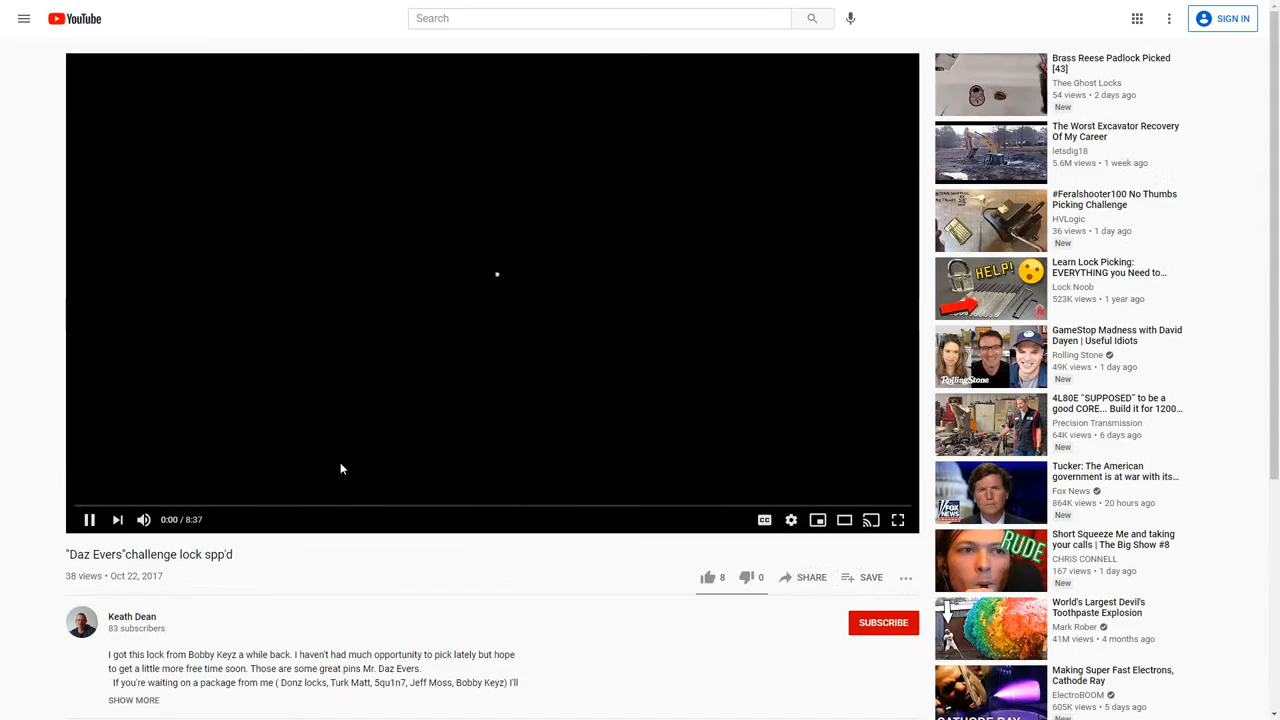 YouTube
Search
SIGN IN
0:00 / 8:37
CC
"Daz Evers"challenge lock spp'd
38 views • Oct 22, 2017
8
0
SHARE
SAVE
Keath Dean
83 subscribers
SUBSCRIBE
I got this lock from Bobby Keyz a while back. I haven't had much opportunity to pick lately but hope
to get a little more free time soon. Those are some great pins Mr. Daz Evers.
If you're waiting on a package from me ( Donz locks, Turk Matt, 5qu1n7, Jeff Moss, Bobby Keyz) I'll
SHOW MORE
Brass Reese Padlock Picked
[43]
Thee Ghost Locks
54 views • 2 days ago
New
The Worst Excavator Recovery
Of My Career
letsdig18
5.6M views • 1 week ago
#Feralshooter100 No Thumbs
Picking Challenge
HVLogic
36 views • 1 day ago
New
HELP!
Learn Lock Picking:
EVERYTHING you Need to...
Lock Noob
523K views • 1 year ago
RollingStone
GameStop Madness with David
Dayen | Useful Idiots
Rolling Stone
49K views • 1 day ago
New
4L80E "SUPPOSED" to be a
good CORE... Build it for 1200...
Precision Transmission
64K views • 6 days ago
New
Tucker: The American
government is at war with its...
Fox News
864K views • 20 hours ago
New
RUDE
Short Squeeze Me and taking
your calls | The Big Show #8
CHRIS CONNELL
167 views • 1 day ago
New
World's Largest Devil's
Toothpaste Explosion
Mark Rober
41M views • 4 months ago
Making Super Fast Electrons,
Cathode Ray
ElectroBOOM
605K views • 5 days ago
CATHODE RAY